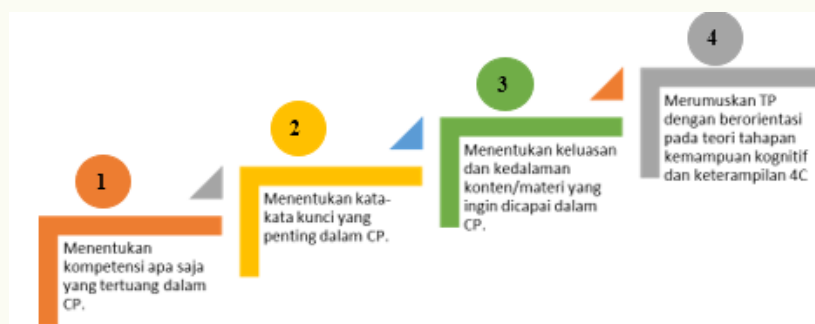 1
Menentukan
kompetensi apa saja
yang tertuang dalam
CP.
2
Menentukan kata-
kata kunci yang
penting dalam CP.
3
Menentukan keluasan
dan kedalaman
konten/materi yang
ingin dicapai dalam
CP.
4
Merumuskan TP
dengan berorientasi
pada teori tahapan
kemampuan kognitif
dan keterampilan 4C